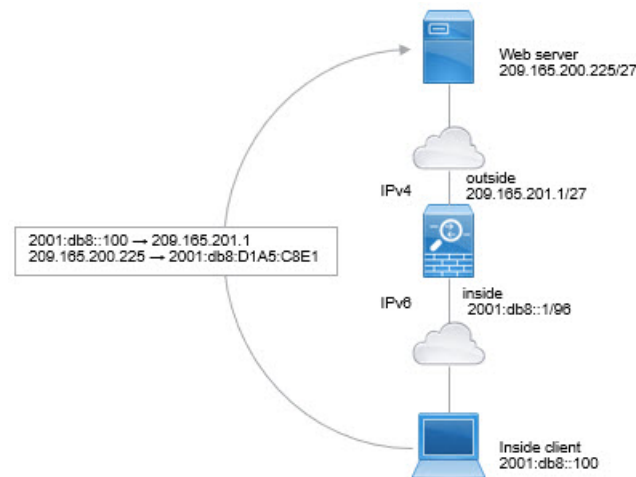 Web server
209.165.200.225/27
outside
209.165.201.1/27
IPv4
2001:db8::100 → 209.165.201.1
209.165.200.225 → 2001:db8:D1A5:C8E1
IPv6
inside
2001:db8::1/96
Inside client
2001:db8::100